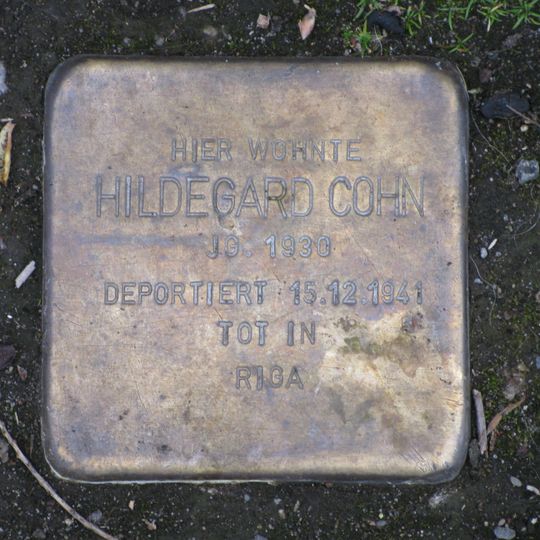 HIER WOHNTE
HILDEGARD COHN
JG. 1930
DEPORTIERT 15.12.1941
TOT IN
RIGA